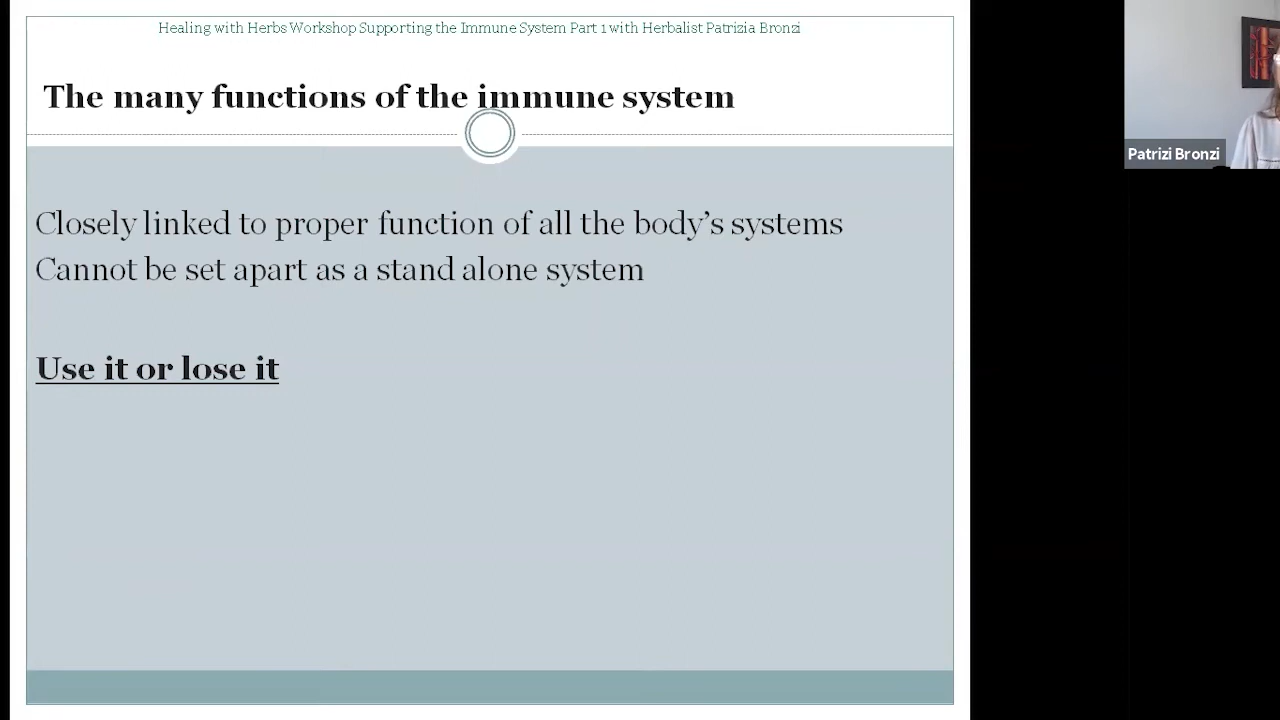 Healing with Herbs Workshop Supporting the Immune System Part 1 with Herbalist Patrizia Bronzi
The many functions of the immune system
Patrizi Bronzi
Closely linked to proper function of all the body’s systems
Cannot be set apart as a stand alone system
Use it or lose it